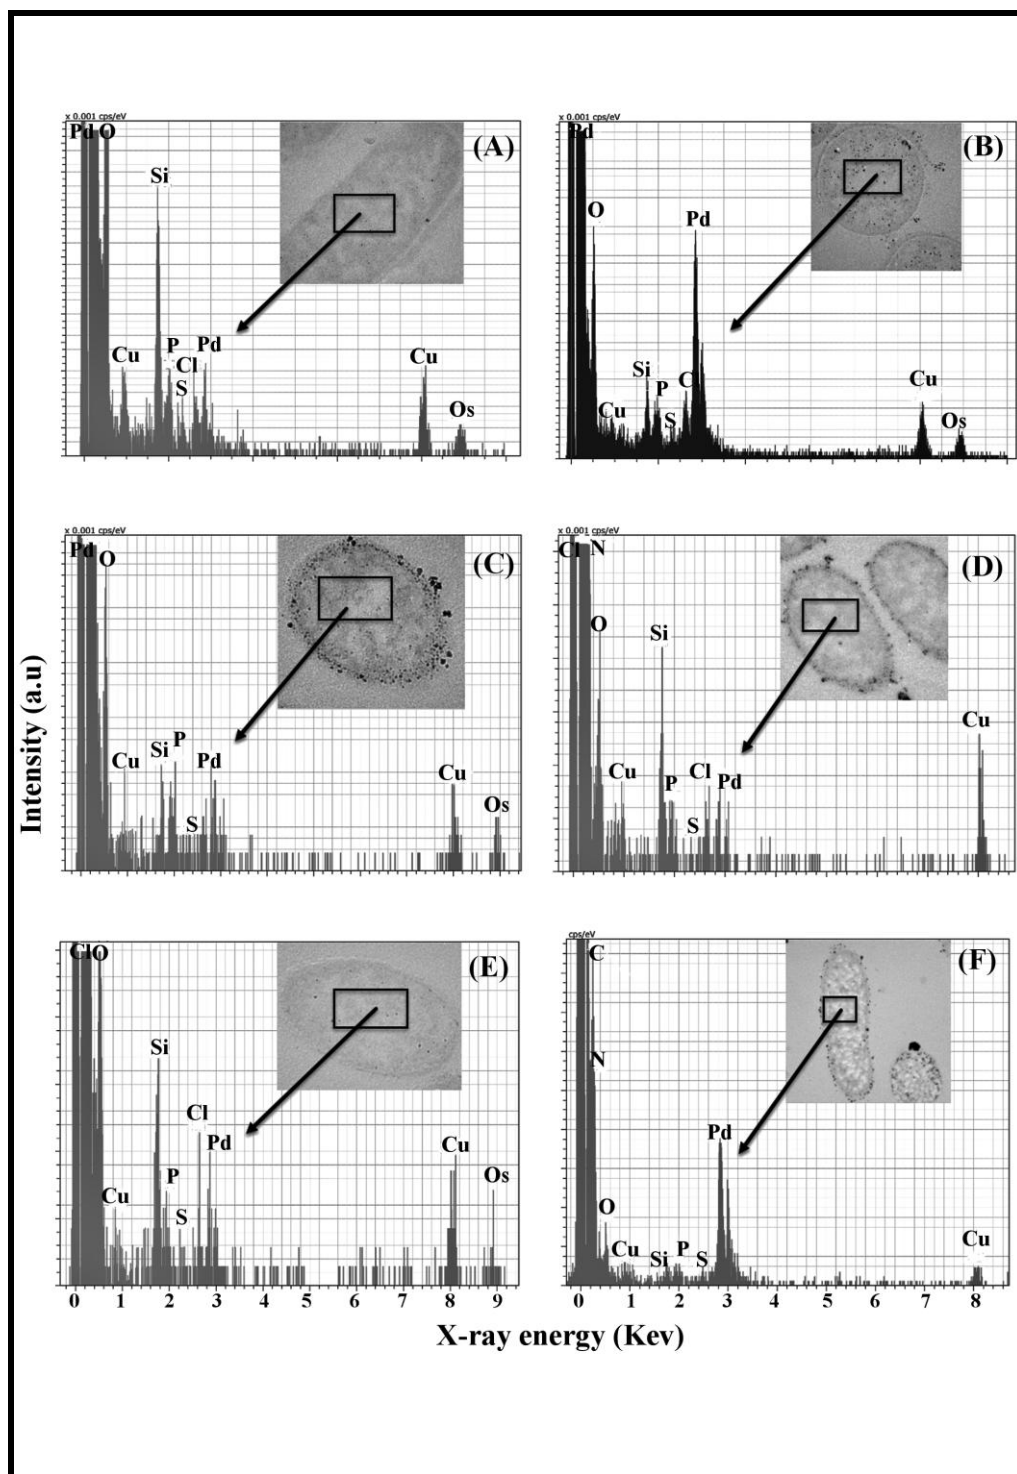 x 0.001 cps/eV
Pd O
(A)
Si
Cu
P
Cl
Pd
S
Cu
Os
x 0.001 cps/eV
Pd
(B)
O
Pd
Si
P
C
Cu
S
Cu
Os
x 0.001 cps/eV
Pd
O
(C)
Cu
Si
P
Pd
S
Cu
Os
x 0.001 cps/eV
Cl N
(D)
O
Si
Cu
P
Cl
Pd
S
Cu
Cl O
(E)
Si
Cl
Pd
P
Cu
S
Cu
Os
0 1 2 3 4 5 6 7 8 9
cps/eV
C
(F)
N
Pd
O
Cu
Si
P
S
Cu
0 1 2 3 4 5 6 7 8
Intensity (a.u)
X-ray energy (Kev)